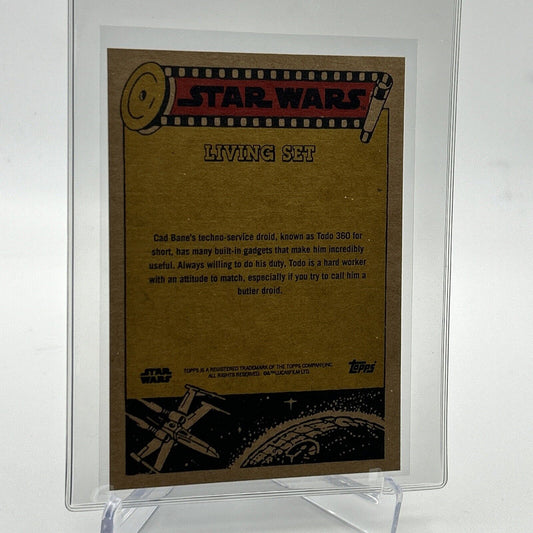 STAR WARS
LIVING SET
Cad Bane's techno-service droid, known as Todo 360 for
short, has many built-in gadgets that make him incredibly
useful. Always willing to do his duty, Todo is a hard worker
with an attitude to match, especially if you try to call him a
butler droid.
STAR
WARS
TOPPS IS A REGISTERED TRADEMARK OF THE TOPPS COMPANY, INC.
ALL RIGHTS RESERVED. ©&™ LUCASFILM LTD.
Topps